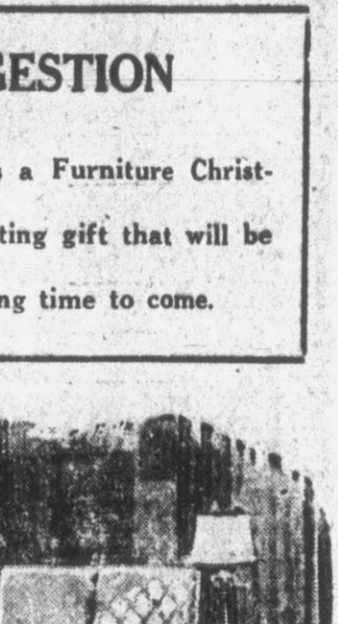 GESTION
s a Furniture Christ-
ting gift that will be
ng time to come.